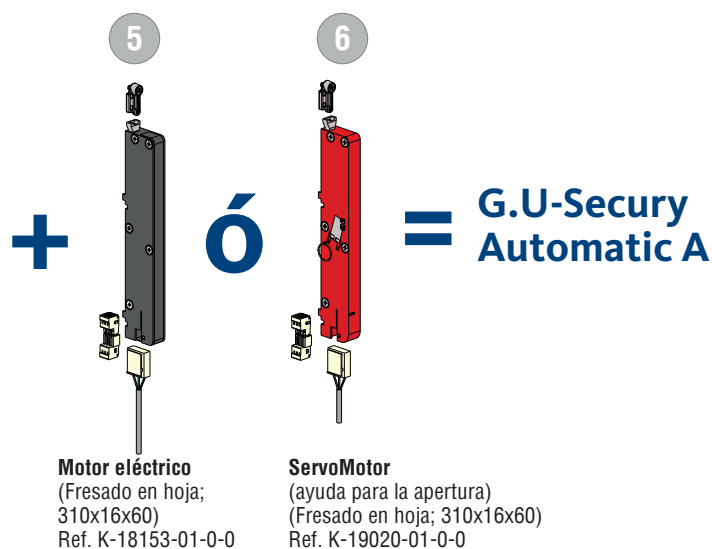 5
6
+
ó
=
G.U-Secury
Automatic A
Motor eléctrico
(Fresado en hoja;
310x16x60)
Ref. K-18153-01-0-0
ServoMotor
(ayuda para la apertura)
(Fresado en hoja; 310x16x60)
Ref. K-19020-01-0-0